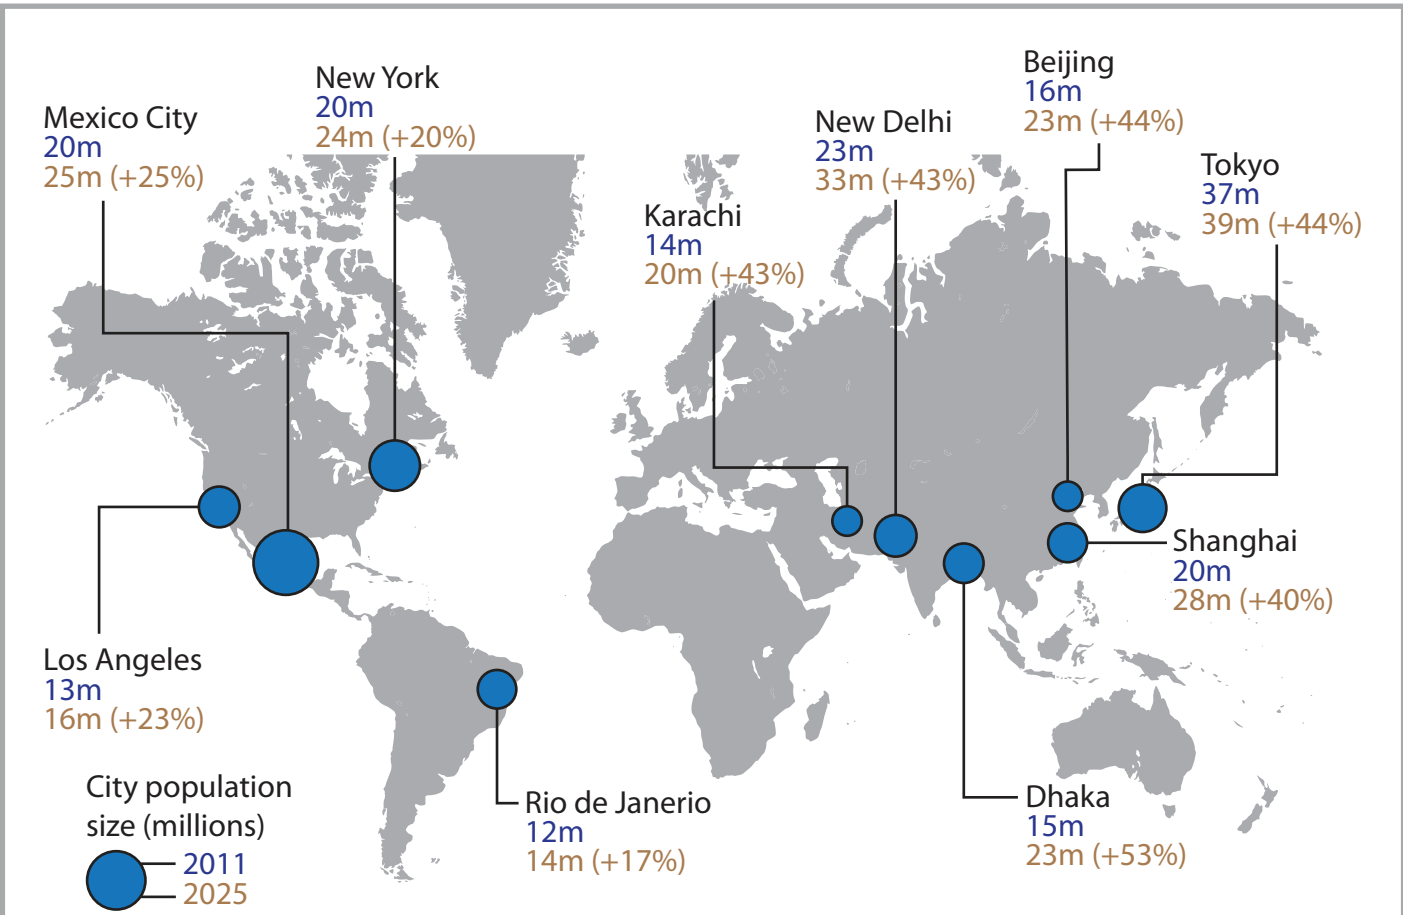 New York
20m
24m (+20%)
Mexico City
20m
25m (+25%)
Beijing
16m
23m (+44%)
New Delhi
23m
33m (+43%)
Tokyo
37m
39m (+44%)
Karachi
14m
20m (+43%)
Shanghai
20m
28m (+40%)
Los Angeles
13m
16m (+23%)
Rio de Janerio
12m
14m (+17%)
Dhaka
15m
23m (+53%)
City population
size (millions)
2011
2025